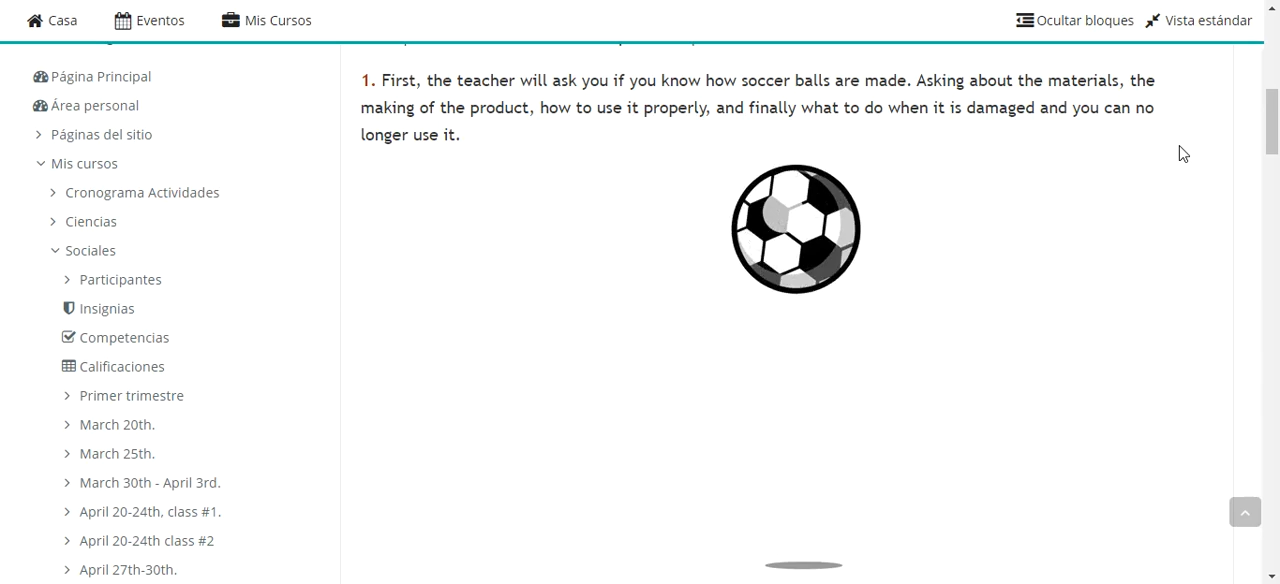 Casa Eventos Mis Cursos Ocultar bloques Vista estándar
Página Principal
Área personal
Páginas del sitio
Mis cursos
Cronograma Actividades
Ciencias
Sociales
Participantes
Insignias
Competencias
Calificaciones
Primer trimestre
March 20th.
March 25th.
March 30th - April 3rd.
April 20-24th, class #1.
April 20-24th class #2
April 27th-30th.
1. First, the teacher will ask you if you know how soccer balls are made. Asking about the materials, the
making of the product, how to use it properly, and finally what to do when it is damaged and you can no
longer use it.